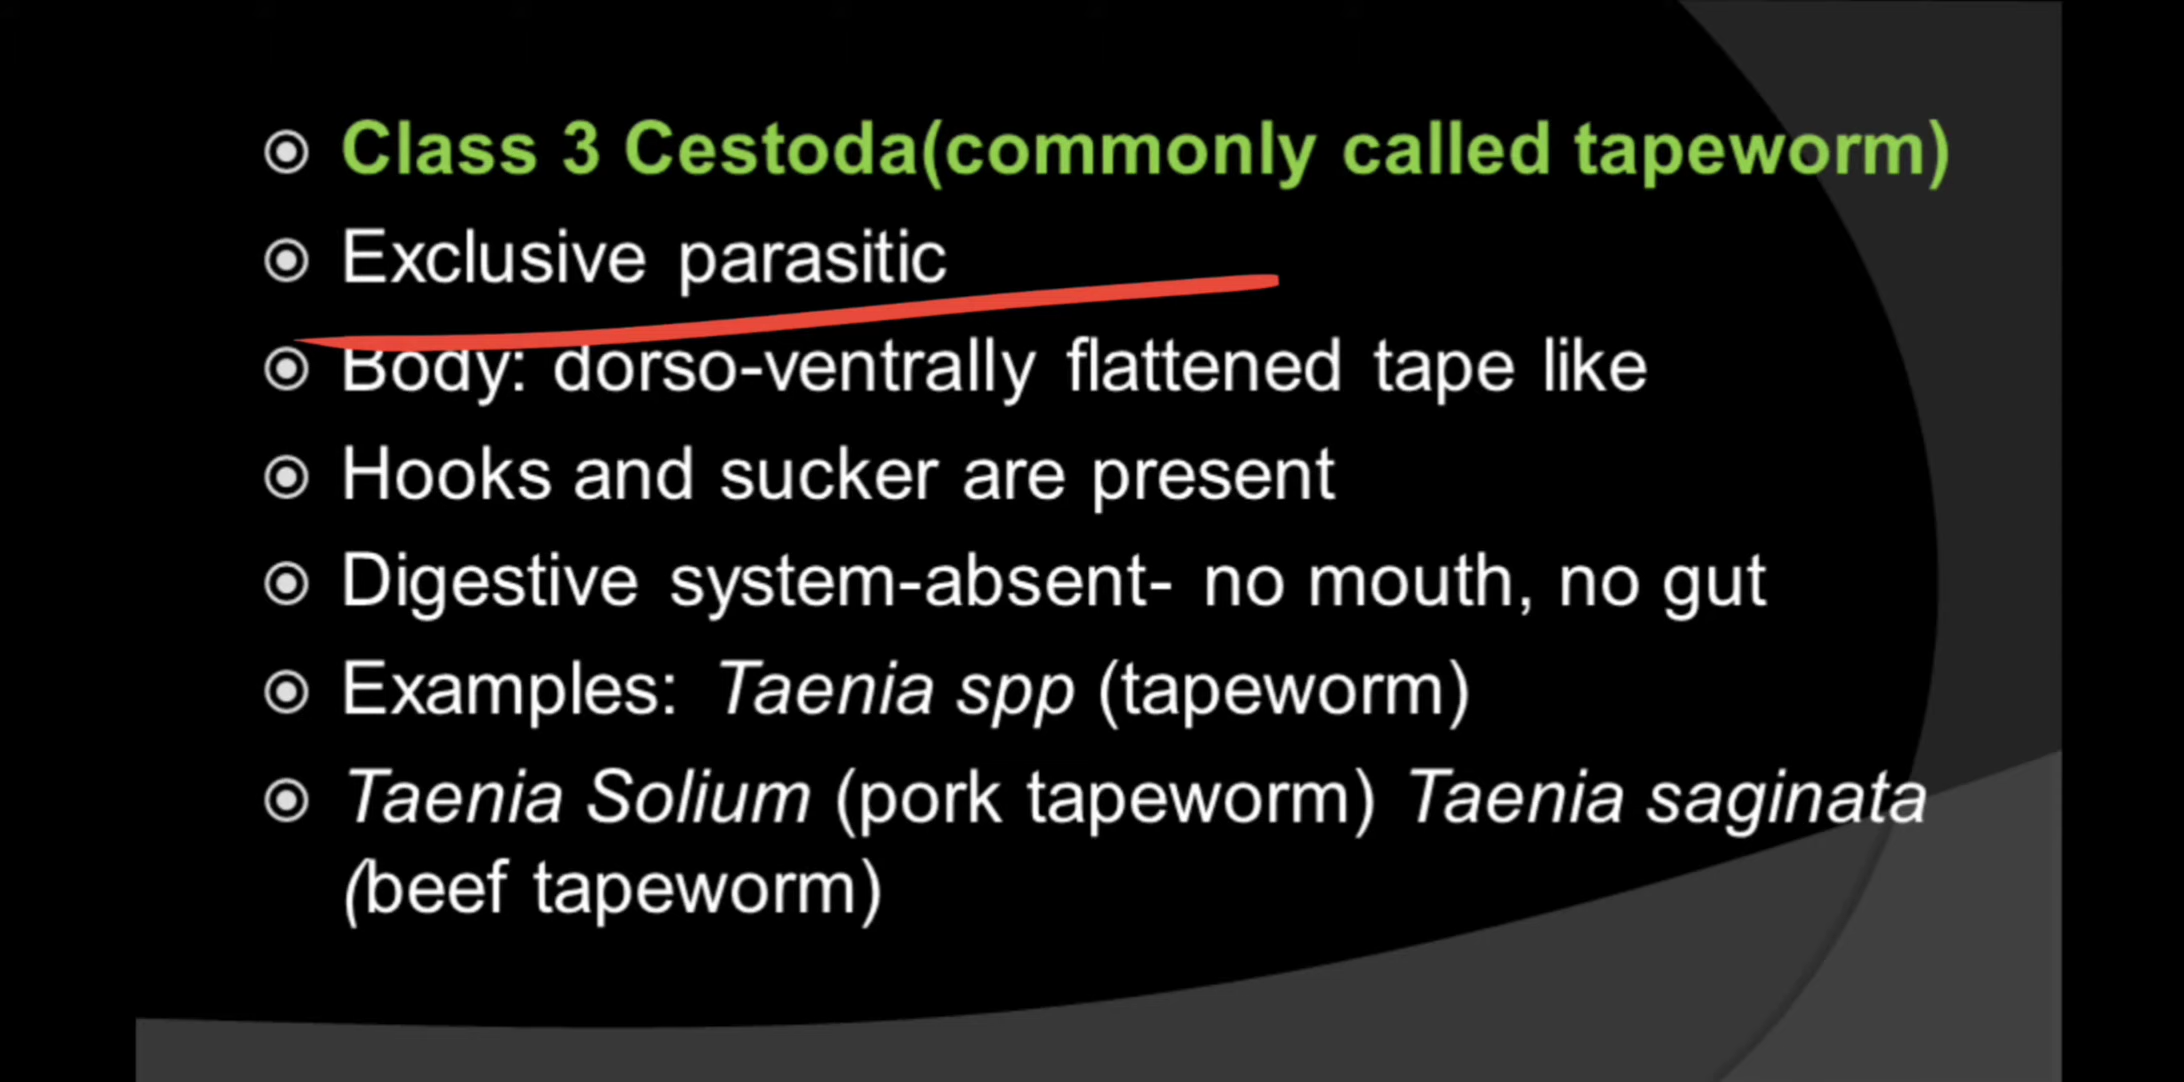 Class 3 Cestoda(commonly called tapeworm)
Exclusive parasitic
Body: dorso-ventrally flattened tape like
Hooks and sucker are present
Digestive system-absent- no mouth, no gut
Examples: Taenia spp (tapeworm)
Taenia Solium (pork tapeworm) Taenia saginata
(beef tapeworm)